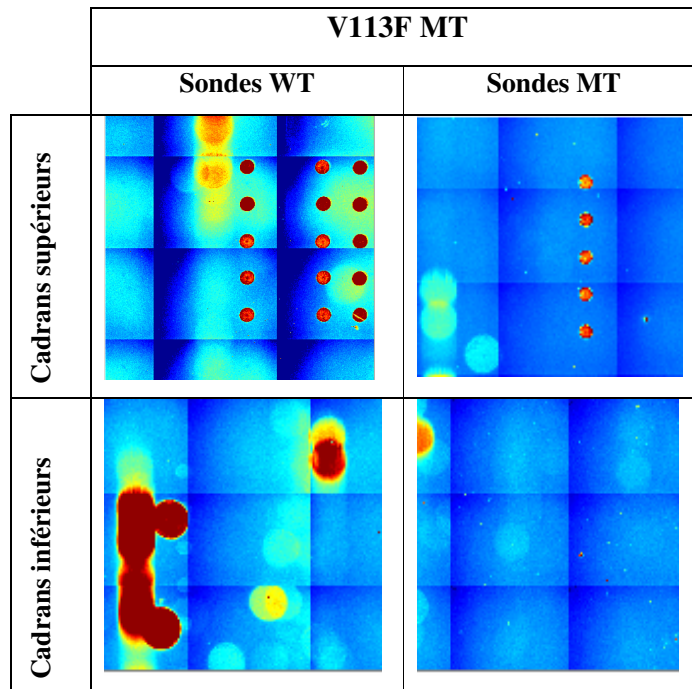 V113F MT
Sondes WT
Sondes MT
Cadrans supérieurs
Cadrans inférieurs